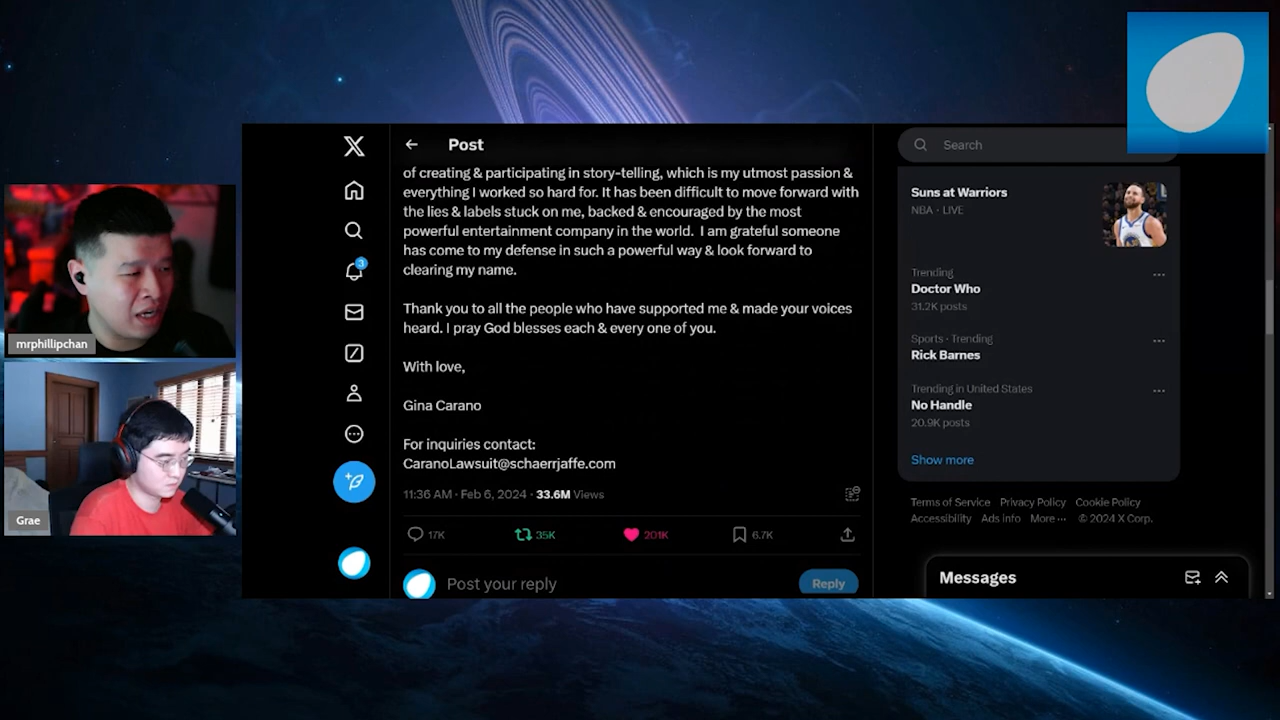 Post
of creating & participating in story-telling, which is my utmost passion &
everything I worked so hard for. It has been difficult to move forward with
the lies & labels stuck on me, backed & encouraged by the most
powerful entertainment company in the world.  I am grateful someone
has come to my defense in such a powerful way & look forward to
clearing my name.
Thank you to all the people who have supported me & made your voices
heard. I pray God blesses each & every one of you.
With love,
Gina Carano
For inquiries contact:
CaranoLawsuit@schaerrjaffe.com
11:36 AM · Feb 6, 2024 · 33.6M Views
17K 35K 201K 6.7K
Post your reply
Reply
3
Search
Suns at Warriors
NBA · LIVE
Trending
Doctor Who
31.2K posts
Sports · Trending
Rick Barnes
Trending in United States
No Handle
20.9K posts
Show more
Terms of Service Privacy Policy Cookie Policy
Accessibility Ads info More ··· © 2024 X Corp.
Messages
mrphillipchan
Grae